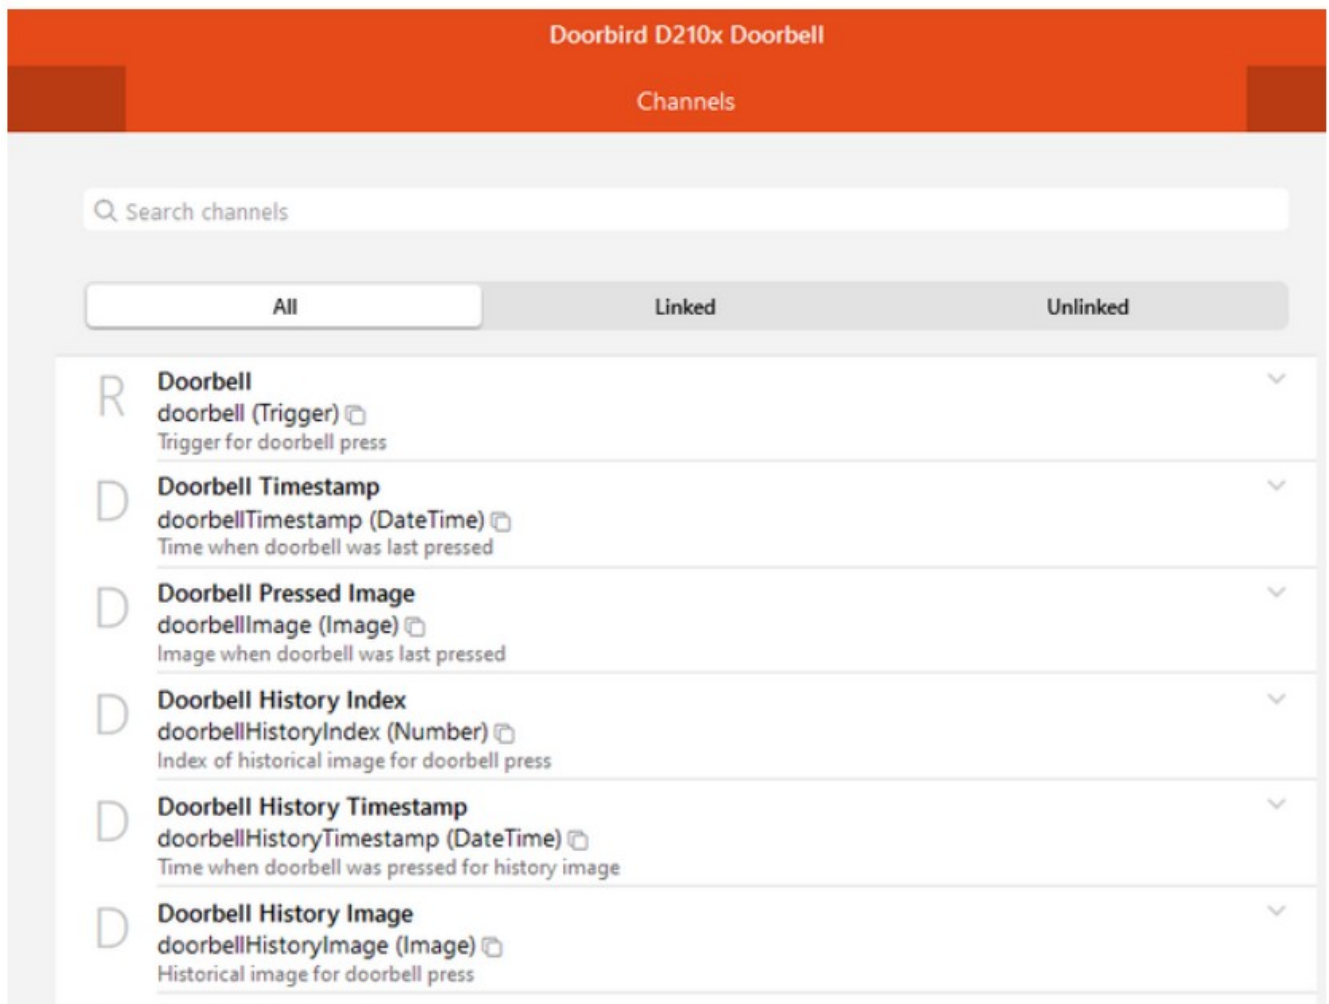 Doorbird D210x Doorbell
Channels
Search channels
All Linked Unlinked
R
Doorbell
doorbell (Trigger)
Trigger for doorbell press
D
Doorbell Timestamp
doorbellTimestamp (DateTime)
Time when doorbell was last pressed
D
Doorbell Pressed Image
doorbellImage (Image)
Image when doorbell was last pressed
D
Doorbell History Index
doorbellHistoryIndex (Number)
Index of historical image for doorbell press
D
Doorbell History Timestamp
doorbellHistoryTimestamp (DateTime)
Time when doorbell was pressed for history image
D
Doorbell History Image
doorbellHistoryImage (Image)
Historical image for doorbell press